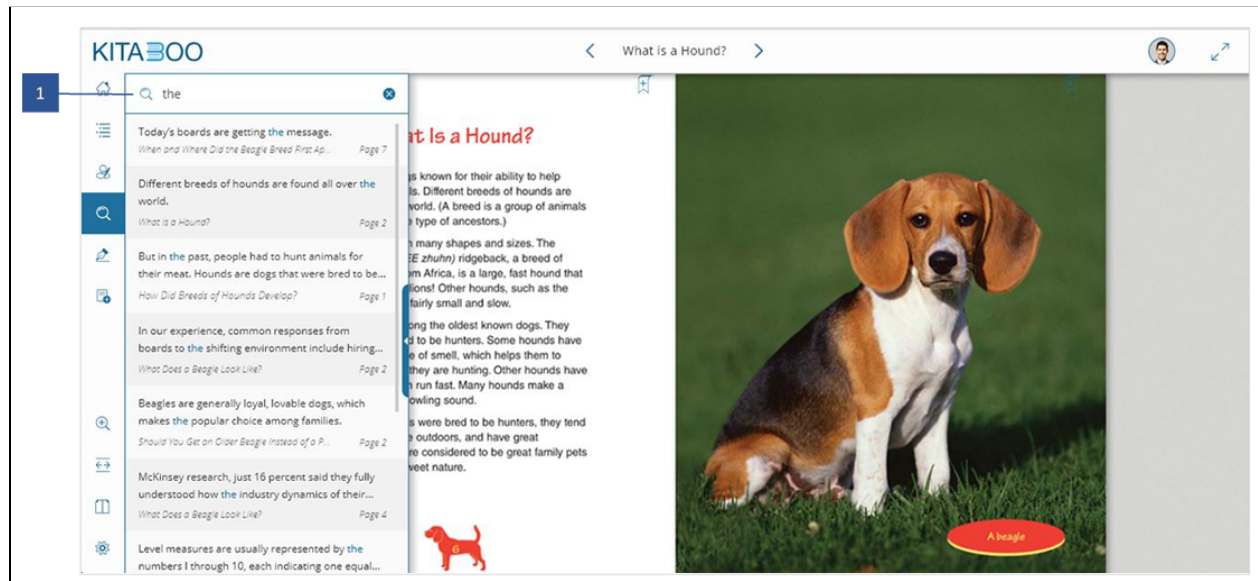 KITABOO
What is a Hound?
1
the
Today's boards are getting the message.
When and Where Did the Beagle Breed First Ap... Page 7
Different breeds of hounds are found all over the
world.
What is a Hound? Page 2
But in the past, people had to hunt animals for
their meat. Hounds are dogs that were bred to be...
How Did Breeds of Hounds Develop? Page 1
In our experience, common responses from
boards to the shifting environment include hiring...
What Does a Beagle Look Like? Page 2
Beagles are generally loyal, lovable dogs, which
makes the popular choice among families.
Should You Get an Older Beagle Instead of a P... Page 2
McKinsey research, just 16 percent said they fully
understood how the industry dynamics of their...
What Does a Beagle Look Like? Page 4
Level measures are usually represented by the
numbers I through 10, each indicating one equal...
at Is a Hound?
gs known for their ability to help
ls. Different breeds of hounds are
world. (A breed is a group of animals
e type of ancestors.)
n many shapes and sizes. The
EE zhuhn) ridgeback, a breed of
om Africa, is a large, fast hound that
lions! Other hounds, such as the
fairly small and slow.
ong the oldest known dogs. They
d to be hunters. Some hounds have
e of smell, which helps them to
they are hunting. Other hounds have
n run fast. Many hounds make a
owling sound.
s were bred to be hunters, they tend
e outdoors, and have great
re considered to be great family pets
weet nature.
6
A beagle